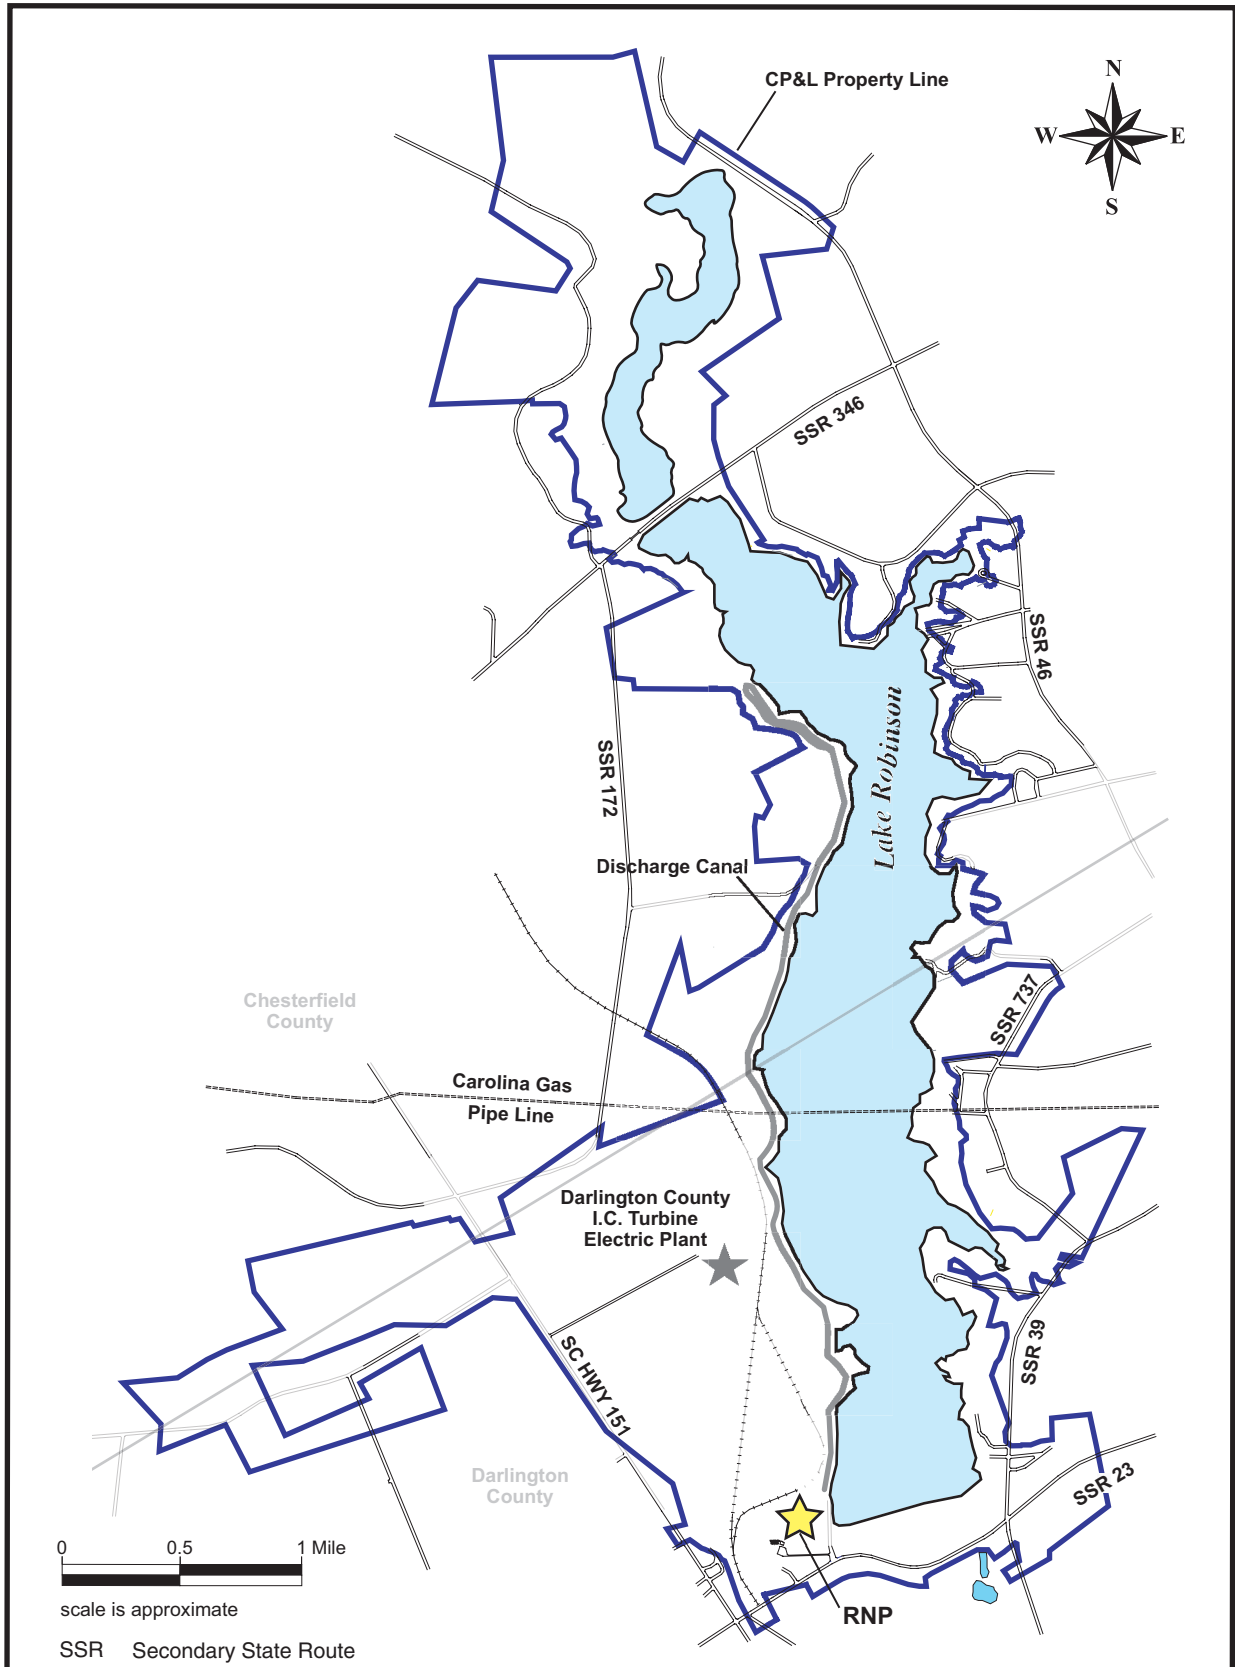 CP&L Property Line
N
W
E
S
SSR 346
SSR 46
Lake Robinson
SSR 172
Discharge Canal
Chesterfield
County
SSR 737
Carolina Gas
Pipe Line
Darlington County
I.C. Turbine
Electric Plant
SSR 39
SC HWY 151
Darlington
County
SSR 23
0
0.5
1 Mile
scale is approximate
RNP
SSR Secondary State Route